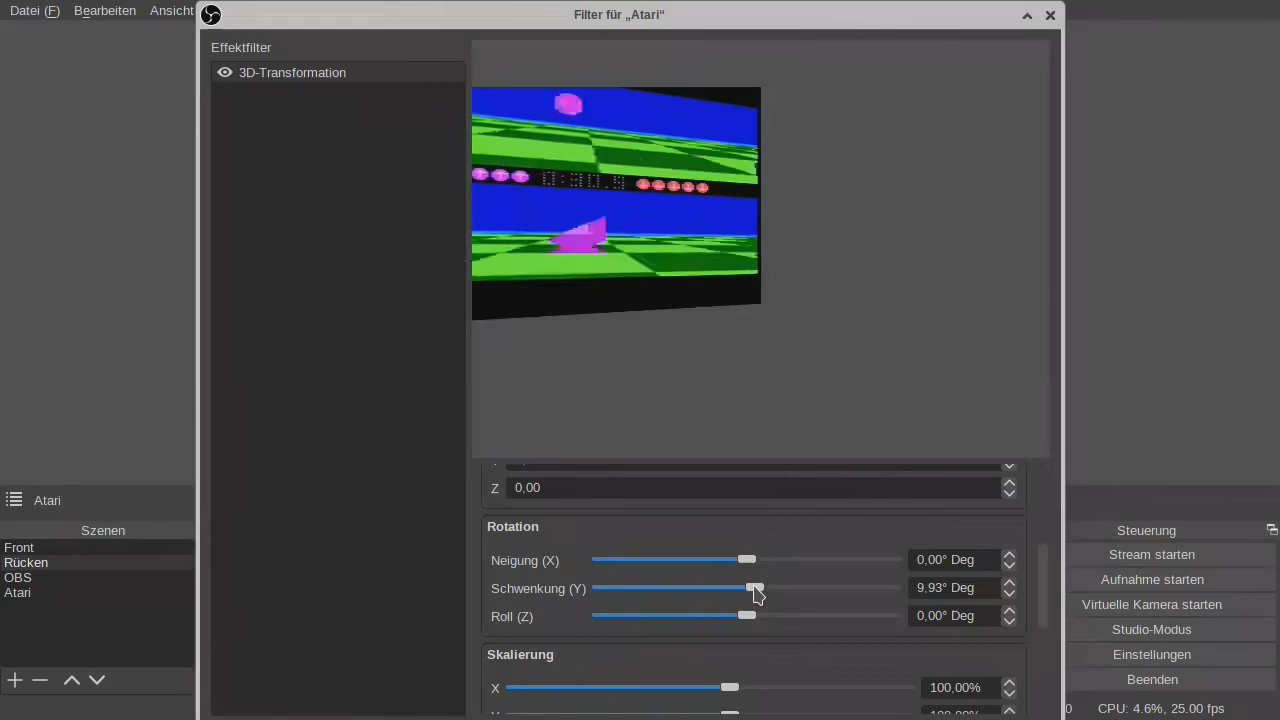 Datei (F) Bearbeiten Ansicht
Filter für „Atari“
Effektfilter
3D-Transformation
Z 0,00
Rotation
Neigung (X) 0,00° Deg
Schwenkung (Y) 9,93° Deg
Roll (Z) 0,00° Deg
Skalierung
X 100,00%
Atari
Szenen
Front
Rücken
OBS
Atari
Steuerung
Stream starten
Aufnahme starten
Virtuelle Kamera starten
Studio-Modus
Einstellungen
Beenden
0 CPU: 4.6%, 25.00 fps